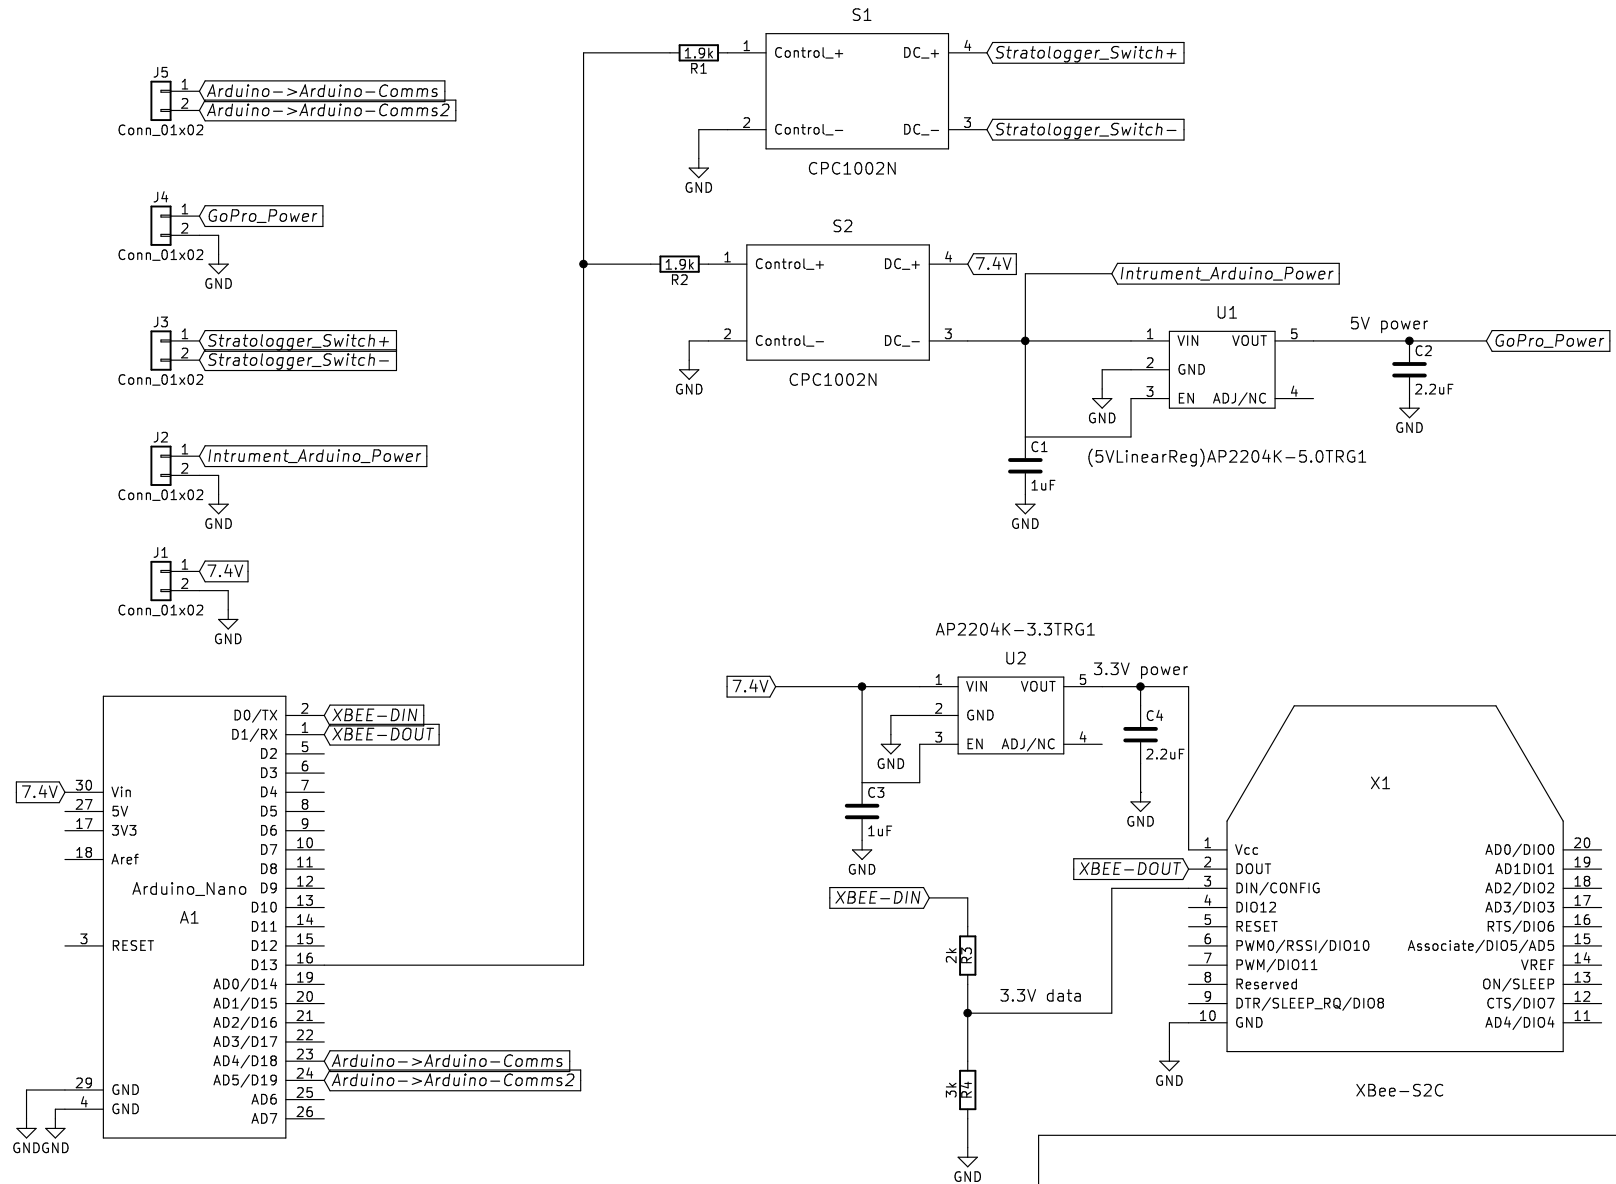 J5
1 Arduino->Arduino-Comms
2 Arduino->Arduino-Comms2
Conn_01x02
J4
1 GoPro_Power
2
Conn_01x02
GND
J3
1 Stratologger_Switch+
2 Stratologger_Switch-
Conn_01x02
J2
1 Intrument_Arduino_Power
2
Conn_01x02
GND
J1
1 7.4V
2
Conn_01x02
GND
S1
1.9k
R1
1 Control_+ DC_+ 4 Stratologger_Switch+
2 Control_- DC_- 3 Stratologger_Switch-
GND
CPC1002N
S2
1.9k
R2
1 Control_+ DC_+ 4 7.4V
2 Control_- DC_- 3
GND
CPC1002N
Intrument_Arduino_Power
U1
1 VIN VOUT 5
2 GND
3 EN ADJ/NC 4
GND
(5VLinearReg)AP2204K-5.0TRG1
5V power
GoPro_Power
C2
2.2uF
GND
C1
1uF
GND
AP2204K-3.3TRG1
U2
7.4V
1 VIN VOUT 5
2 GND
3 EN ADJ/NC 4
GND
3.3V power
C4
2.2uF
GND
C3
1uF
GND
D0/TX 2 XBEE-DIN
D1/RX 1 XBEE-DOUT
D2 5
D3 6
D4 7
D5 8
D6 9
D7 10
D8 11
D9 12
D10 13
D11 14
D12 15
D13 16
AD0/D14 19
AD1/D15 20
AD2/D16 21
AD3/D17 22
AD4/D18 23 Arduino->Arduino-Comms
AD5/D19 24 Arduino->Arduino-Comms2
AD6 25
AD7 26
7.4V 30 Vin
27 5V
17 3V3
18 Aref
Arduino_Nano
A1
3 RESET
29 GND
4 GND
GND
GND
XBEE-DIN
2k
R3
3.3V data
3k
R4
GND
X1
1 Vcc
XBEE-DOUT 2 DOUT
3 DIN/CONFIG
4 DIO12
5 RESET
6 PWM0/RSSI/DIO10
7 PWM/DIO11
8 Reserved
9 DTR/SLEEP_RQ/DIO8
10 GND
GND
AD0/DIO0 20
AD1DIO1 19
AD2/DIO2 18
AD3/DIO3 17
RTS/DIO6 16
Associate/DIO5/AD5 15
VREF 14
ON/SLEEP 13
CTS/DIO7 12
AD4/DIO4 11
XBee-S2C